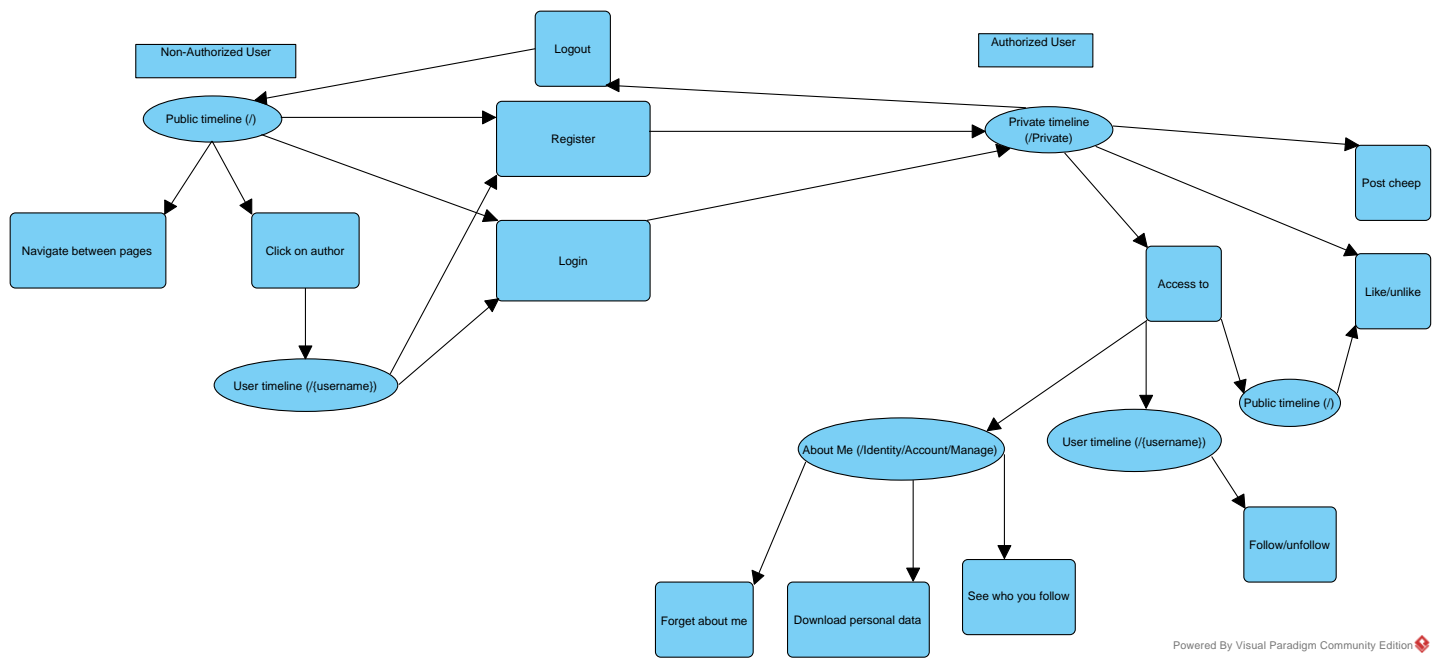 Non-Authorized User
Logout
Authorized User
Public timeline (/)
Register
Private timeline
(/Private)
Post cheep
Navigate between pages
Click on author
Login
Access to
Like/unlike
User timeline (/{username})
Public timeline (/)
About Me (/Identity/Account/Manage)
User timeline (/{username})
Follow/unfollow
Forget about me
Download personal data
See who you follow
Powered By Visual Paradigm Community Edition